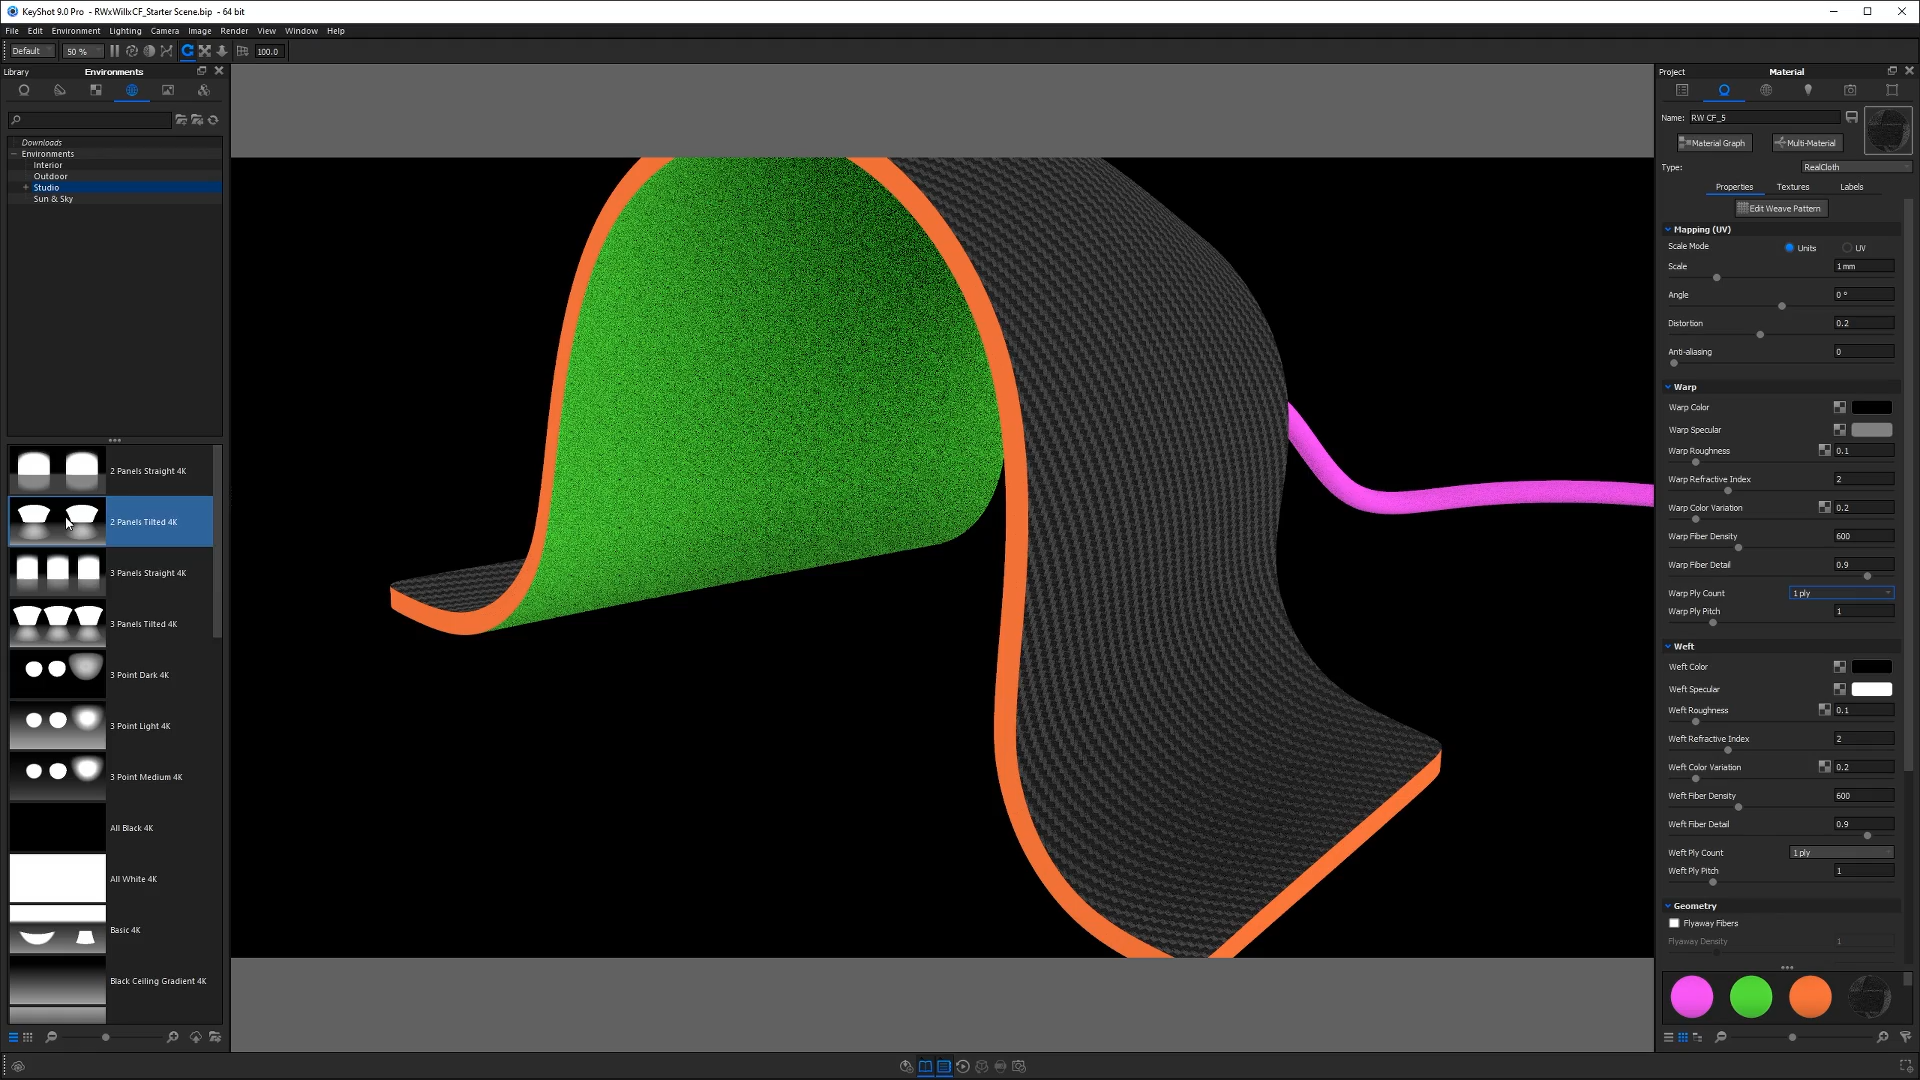 KeyShot 9.0 Pro - RWxWillxCF_Starter Scene.bip - 64 bit
File Edit Environment Lighting Camera Image Render View Window Help
Default 50 % 100.0
Library Environments
Downloads
Environments
Interior
Outdoor
Studio
Sun & Sky
2 Panels Straight 4K
2 Panels Tilted 4K
3 Panels Straight 4K
3 Panels Tilted 4K
3 Point Dark 4K
3 Point Light 4K
3 Point Medium 4K
All Black 4K
All White 4K
Basic 4K
Black Ceiling Gradient 4K
Project Material
Name: RW CF_5
Material Graph Multi-Material
Type: RealCloth
Properties Textures Labels
Edit Weave Pattern
Mapping (UV)
Scale Mode Units UV
Scale 1 mm
Angle 0 °
Distortion 0.2
Anti-aliasing 0
Warp
Warp Color
Warp Specular
Warp Roughness 0.1
Warp Refractive Index 2
Warp Color Variation 0.2
Warp Fiber Density 600
Warp Fiber Detail 0.9
Warp Ply Count 1 ply
Warp Ply Pitch 1
Weft
Weft Color
Weft Specular
Weft Roughness 0.1
Weft Refractive Index 2
Weft Color Variation 0.2
Weft Fiber Density 600
Weft Fiber Detail 0.9
Weft Ply Count 1 ply
Weft Ply Pitch 1
Geometry
Flyaway Fibers
Flyaway Density 1